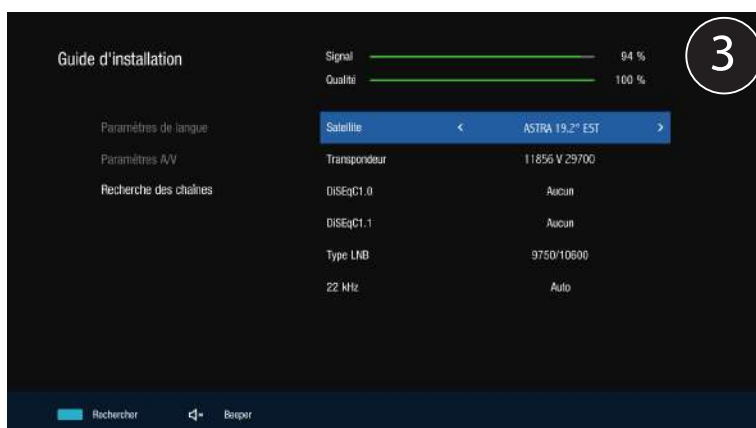 Guide d'installation
Signal 94 %
Qualité 100 %
3
Paramètres de langue
Paramètres A/V
Recherche des chaînes
Satellite < ASTRA 19.2° EST >
Transpondeur 11856 V 29700
DiSEqC1.0 Aucun
DiSEqC1.1 Aucun
Type LNB 9750/10600
22 kHz Auto
Rechercher Beeper